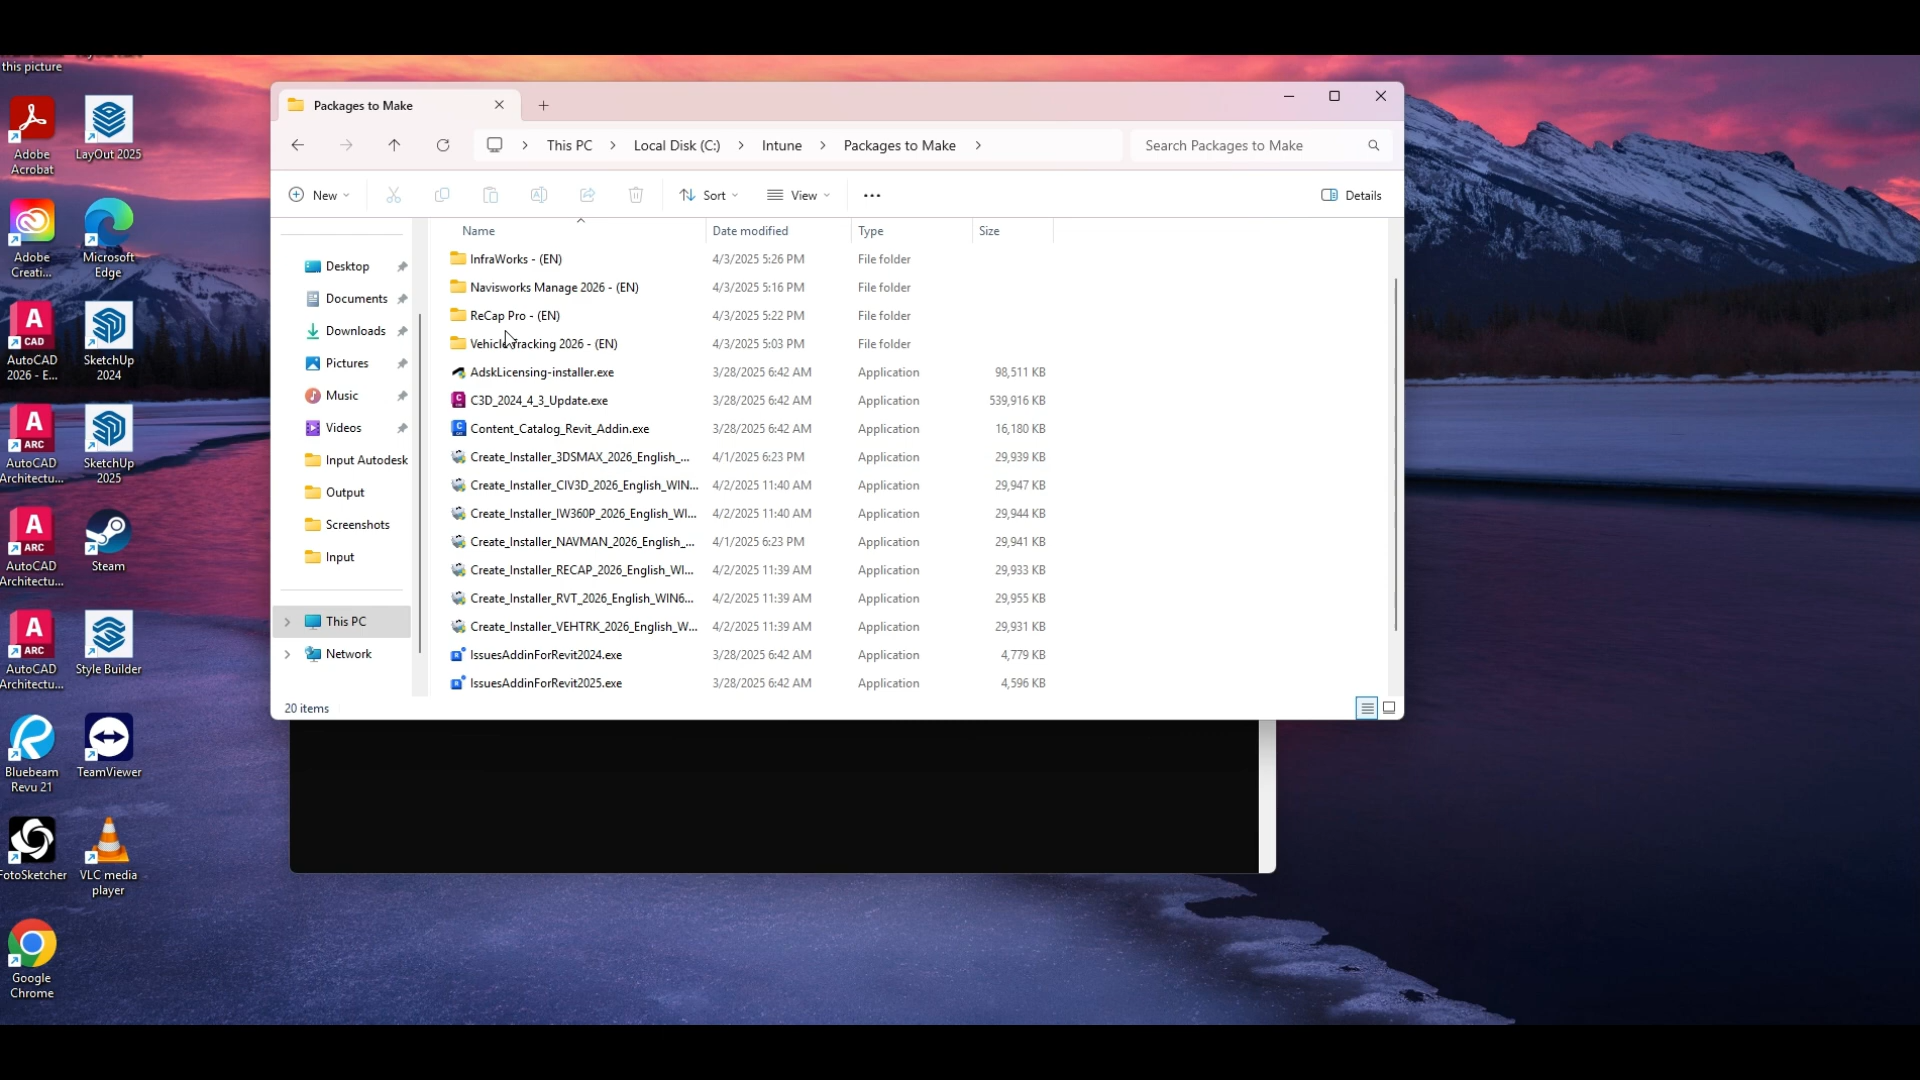 this picture
Adobe
Acrobat
LayOut 2025
Adobe
Creati...
Microsoft
Edge
AutoCAD
2026 - E...
SketchUp
2024
AutoCAD
Architectu...
SketchUp
2025
AutoCAD
Architectu...
Steam
AutoCAD
Architectu...
Style Builder
Bluebeam
Revu 21
TeamViewer
FotoSketcher
VLC media
player
Google
Chrome
Packages to Make
This PC
Local Disk (C:)
Intune
Packages to Make
Search Packages to Make
New
Sort
View
Details
Desktop
Documents
Downloads
Pictures
Music
Videos
Input Autodesk
Output
Screenshots
Input
This PC
Network
Name Date modified Type Size
InfraWorks - (EN) 4/3/2025 5:26 PM File folder
Navisworks Manage 2026 - (EN) 4/3/2025 5:16 PM File folder
ReCap Pro - (EN) 4/3/2025 5:22 PM File folder
Vehicle Tracking 2026 - (EN) 4/3/2025 5:03 PM File folder
AdskLicensing-installer.exe 3/28/2025 6:42 AM Application 98,511 KB
C3D_2024_4_3_Update.exe 3/28/2025 6:42 AM Application 539,916 KB
Content_Catalog_Revit_Addin.exe 3/28/2025 6:42 AM Application 16,180 KB
Create_Installer_3DSMAX_2026_English_... 4/1/2025 6:23 PM Application 29,939 KB
Create_Installer_CIV3D_2026_English_WIN... 4/2/2025 11:40 AM Application 29,947 KB
Create_Installer_IW360P_2026_English_WI... 4/2/2025 11:40 AM Application 29,944 KB
Create_Installer_NAVMAN_2026_English_... 4/1/2025 6:23 PM Application 29,941 KB
Create_Installer_RECAP_2026_English_WI... 4/2/2025 11:39 AM Application 29,933 KB
Create_Installer_RVT_2026_English_WIN6... 4/2/2025 11:39 AM Application 29,955 KB
Create_Installer_VEHTRK_2026_English_W... 4/2/2025 11:39 AM Application 29,931 KB
IssuesAddinForRevit2024.exe 3/28/2025 6:42 AM Application 4,779 KB
IssuesAddinForRevit2025.exe 3/28/2025 6:42 AM Application 4,596 KB
20 items